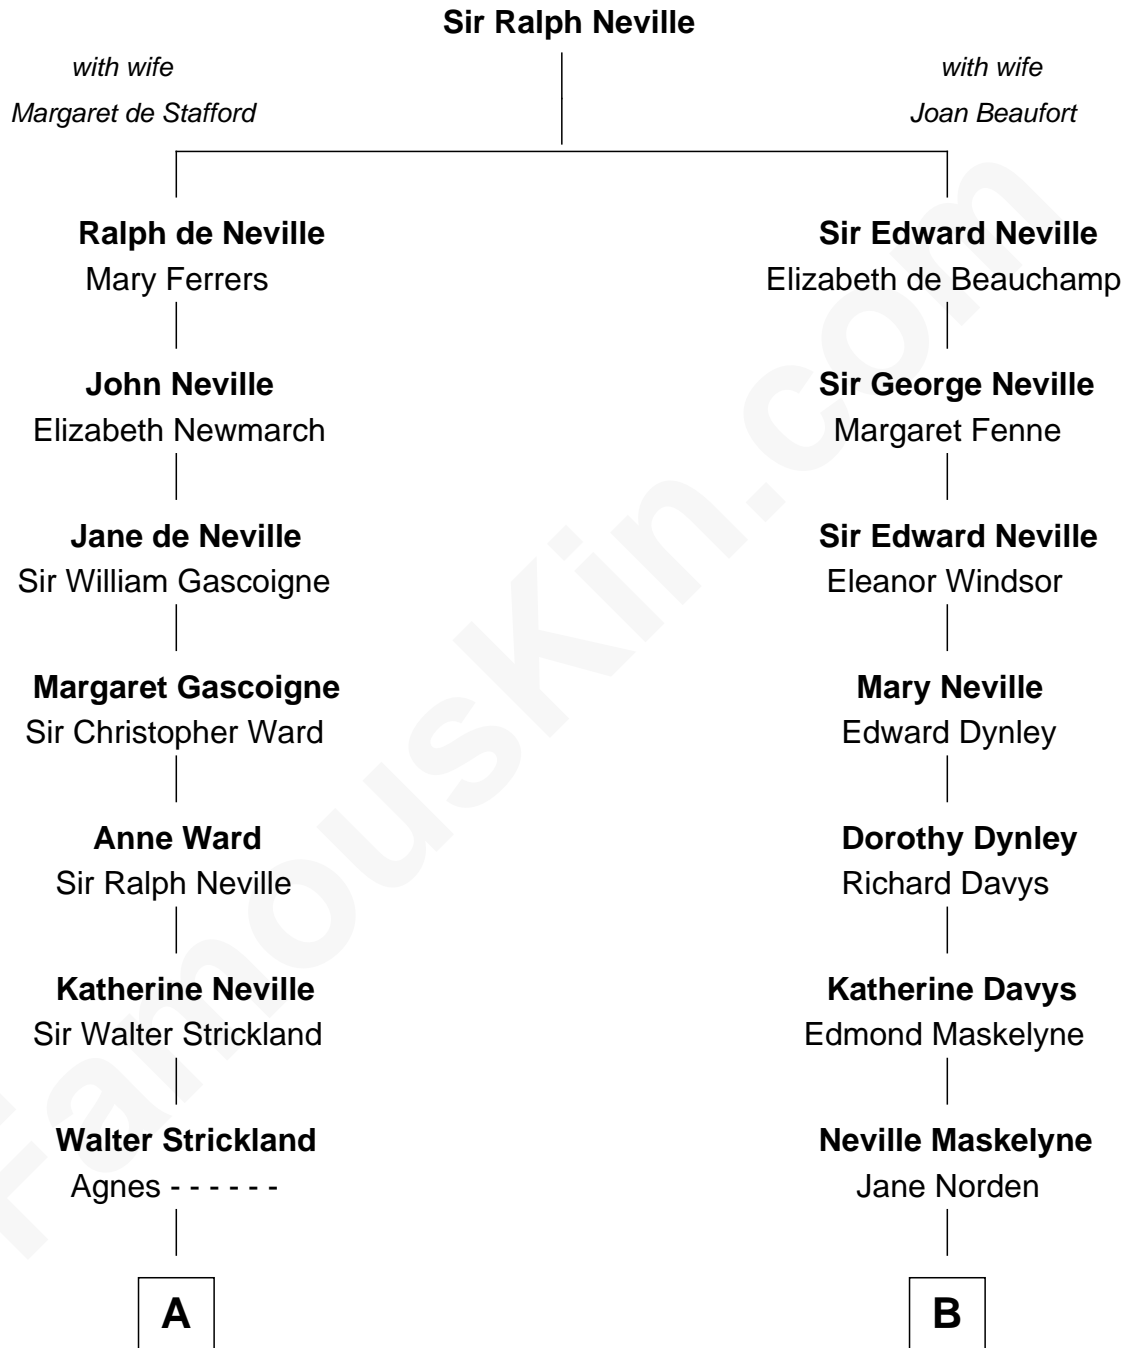 Sir Ralph Neville
with wife
Margaret de Stafford
with wife
Joan Beaufort
Ralph de Neville
Mary Ferrers
Sir Edward Neville
Elizabeth de Beauchamp
John Neville
Elizabeth Newmarch
Sir George Neville
Margaret Fenne
Jane de Neville
Sir William Gascoigne
Sir Edward Neville
Eleanor Windsor
Margaret Gascoigne
Sir Christopher Ward
Mary Neville
Edward Dynley
Anne Ward
Sir Ralph Neville
Dorothy Dynley
Richard Davys
Katherine Neville
Sir Walter Strickland
Katherine Davys
Edmond Maskelyne
Walter Strickland
Agnes - - - - - -
Neville Maskelyne
Jane Norden
A
B
FamousKin.com